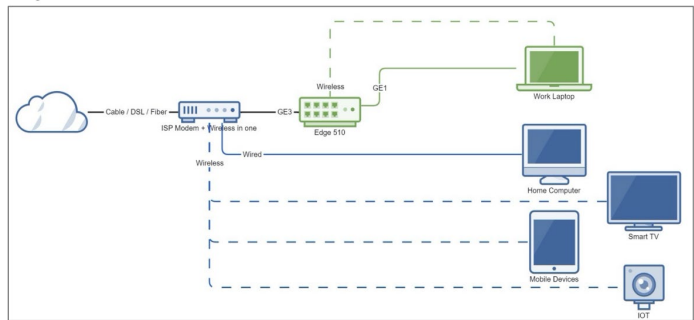 Wireless
GE1
Work Laptop
Cable / DSL / Fiber
GE3
ISP Modem + Wireless in one
Edge 510
Wireless
Wired
Home Computer
Smart TV
Mobile Devices
IOT